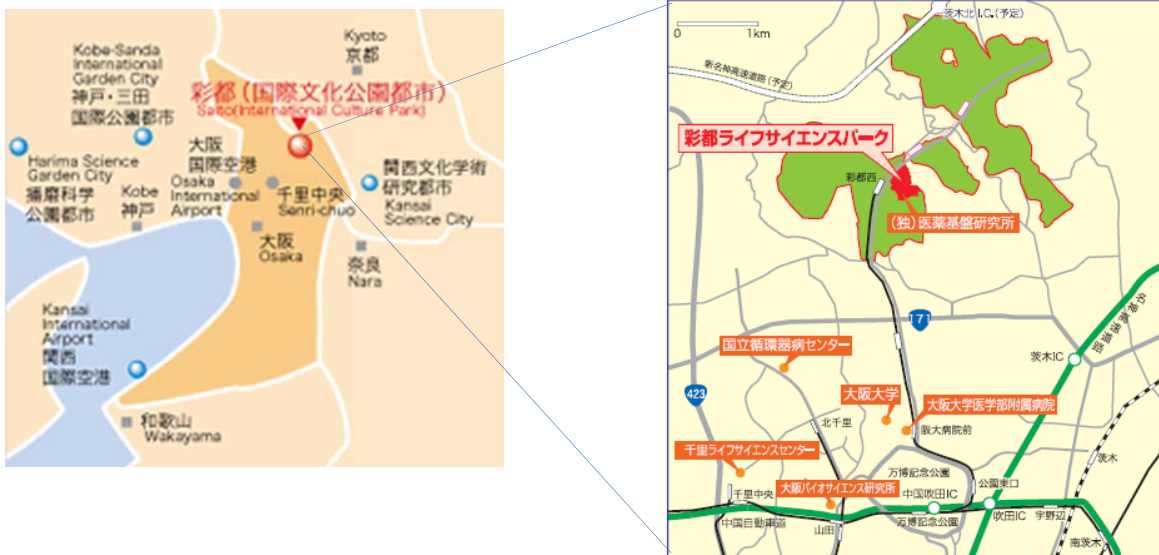 Kyoto
京都
Kobe-Sanda
International
Garden City
神戸・三田
国際公園都市
彩都(国際文化公園都市)
Saito(International Culture Park)
Harima Science
Garden City
播磨科学
公園都市
大阪
国際空港
Osaka
International
Airport
Kobe
神戸
千里中央
Senri-chuo
関西文化学術
研究都市
Kansai
Science City
大阪
Osaka
奈良
Nara
Kansai
International
Airport
関西
国際空港
和歌山
Wakayama
茨木北I.C.(予定)
0
1km
新名神高速道路(予定)
彩都ライフサイエンスパーク
彩都西
(独)医薬基盤研究所
171
名神高速道路
国立循環器病センター
茨木IC
423
大阪大学
大阪大学医学部附属病院
北千里
阪大病院前
千里ライフサイエンスセンター
茨木
万博記念公園
公園東口
千里中央
大阪バイオサイエンス研究所
中国吹田IC
中国自動車道
山田
万博記念公園
吹田IC
宇野辺
南茨木